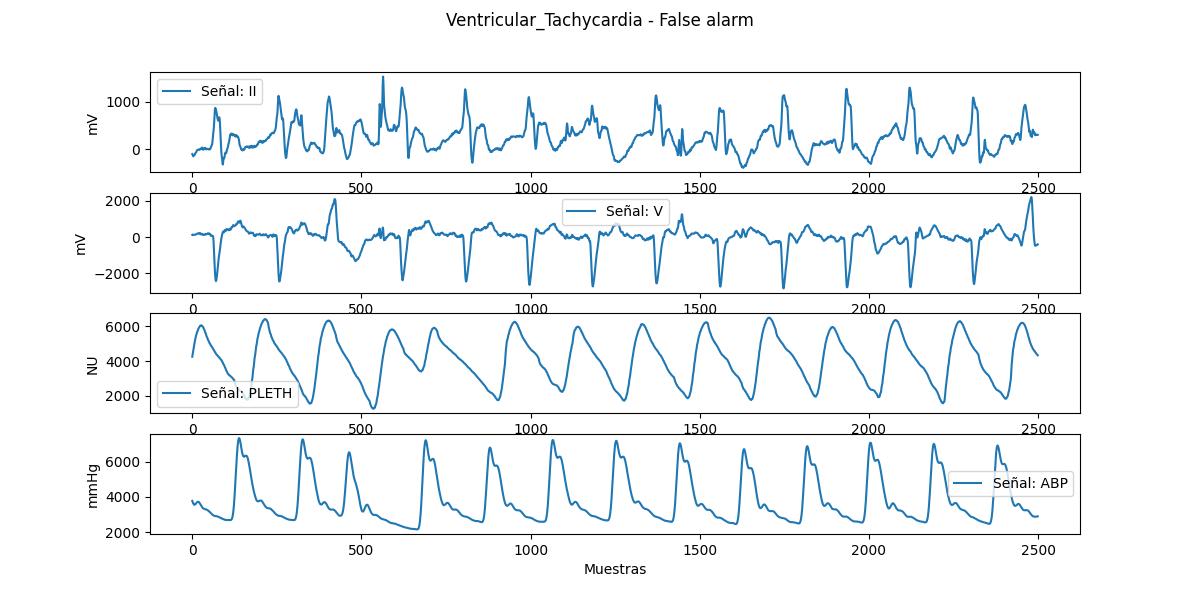 Ventricular_Tachycardia - False alarm
Señal: II
mV
1000
0
0 500 1000 1500 2000 2500
Señal: V
mV
2000
0
−2000
0 500 1000 1500 2000 2500
Señal: PLETH
NU
6000
4000
2000
0 500 1000 1500 2000 2500
Señal: ABP
mmHg
6000
4000
2000
0 500 1000 1500 2000 2500
Muestras